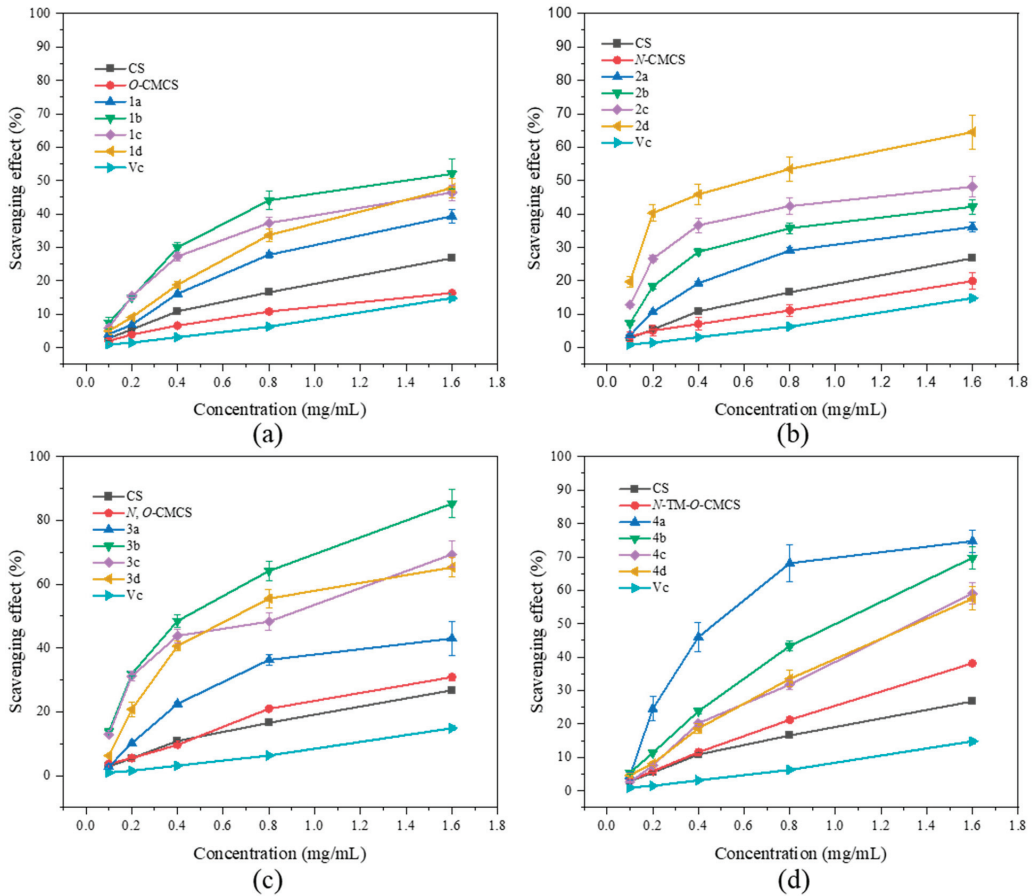 Scavenging effect (%)
100
90
80
70
60
50
40
30
20
10
0
CS
O-CMCS
1a
1b
1c
1d
Vc
0.0 0.2 0.4 0.6 0.8 1.0 1.2 1.4 1.6 1.8
Concentration (mg/mL)
(a)
Scavenging effect (%)
100
90
80
70
60
50
40
30
20
10
0
CS
N-CMCS
2a
2b
2c
2d
Vc
0.0 0.2 0.4 0.6 0.8 1.0 1.2 1.4 1.6 1.8
Concentration (mg/mL)
(b)
Scavenging effect (%)
100
80
60
40
20
0
CS
N, O-CMCS
3a
3b
3c
3d
Vc
0.0 0.2 0.4 0.6 0.8 1.0 1.2 1.4 1.6 1.8
Concentration (mg/mL)
(c)
Scavenging effect (%)
100
90
80
70
60
50
40
30
20
10
0
CS
N-TM-O-CMCS
4a
4b
4c
4d
Vc
0.0 0.2 0.4 0.6 0.8 1.0 1.2 1.4 1.6 1.8
Concentration (mg/mL)
(d)